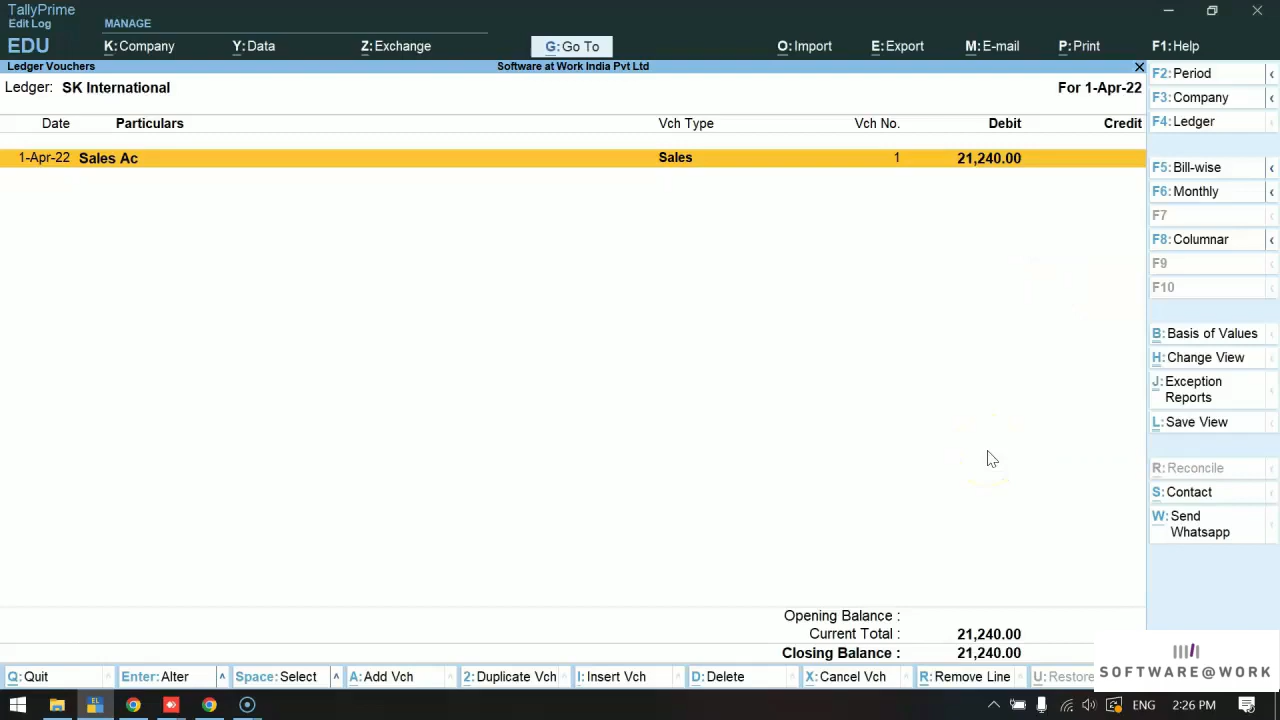 TallyPrime
Edit Log
MANAGE
EDU
K:Company
Y:Data
Z:Exchange
G:Go To
O:Import
E:Export
M:E-mail
P:Print
F1:Help
Ledger Vouchers
Software at Work India Pvt Ltd
Ledger: SK International
For 1-Apr-22
Date Particulars Vch Type Vch No. Debit Credit
1-Apr-22 Sales Ac Sales 1 21,240.00
Opening Balance :
Current Total : 21,240.00
Closing Balance : 21,240.00
F2:Period
F3:Company
F4:Ledger
F5:Bill-wise
F6:Monthly
F7
F8:Columnar
F9
F10
B:Basis of Values
H:Change View
J:Exception
Reports
L:Save View
R:Reconcile
S:Contact
W:Send
Whatsapp
SOFTWARE@WORK
Q:Quit
Enter:Alter
Space:Select
A:Add Vch
2:Duplicate Vch
I:Insert Vch
D:Delete
X:Cancel Vch
R:Remove Line
U:Restore
EL
ENG
2:26 PM